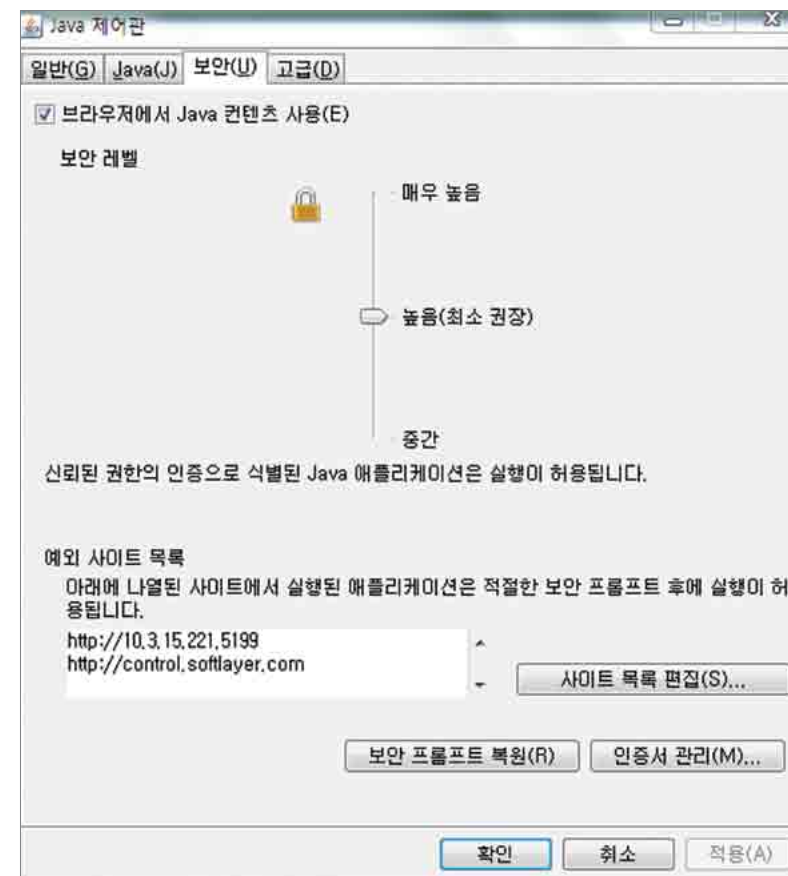 Java 제어판
일반(G) Java(J) 보안(U) 고급(D)
브라우저에서 Java 컨텐츠 사용(E)
보안 레벨
매우 높음
높음(최소 권장)
중간
신뢰된 권한의 인증으로 식별된 Java 애플리케이션은 실행이 허용됩니다.
예외 사이트 목록
아래에 나열된 사이트에서 실행된 애플리케이션은 적절한 보안 프롬프트 후에 실행이 허
용됩니다.
http://10.3.15.221.5199
http://control.softlayer.com
사이트 목록 편집(S)...
보안 프롬프트 복원(R) 인증서 관리(M)...
확인 취소 적용(A)